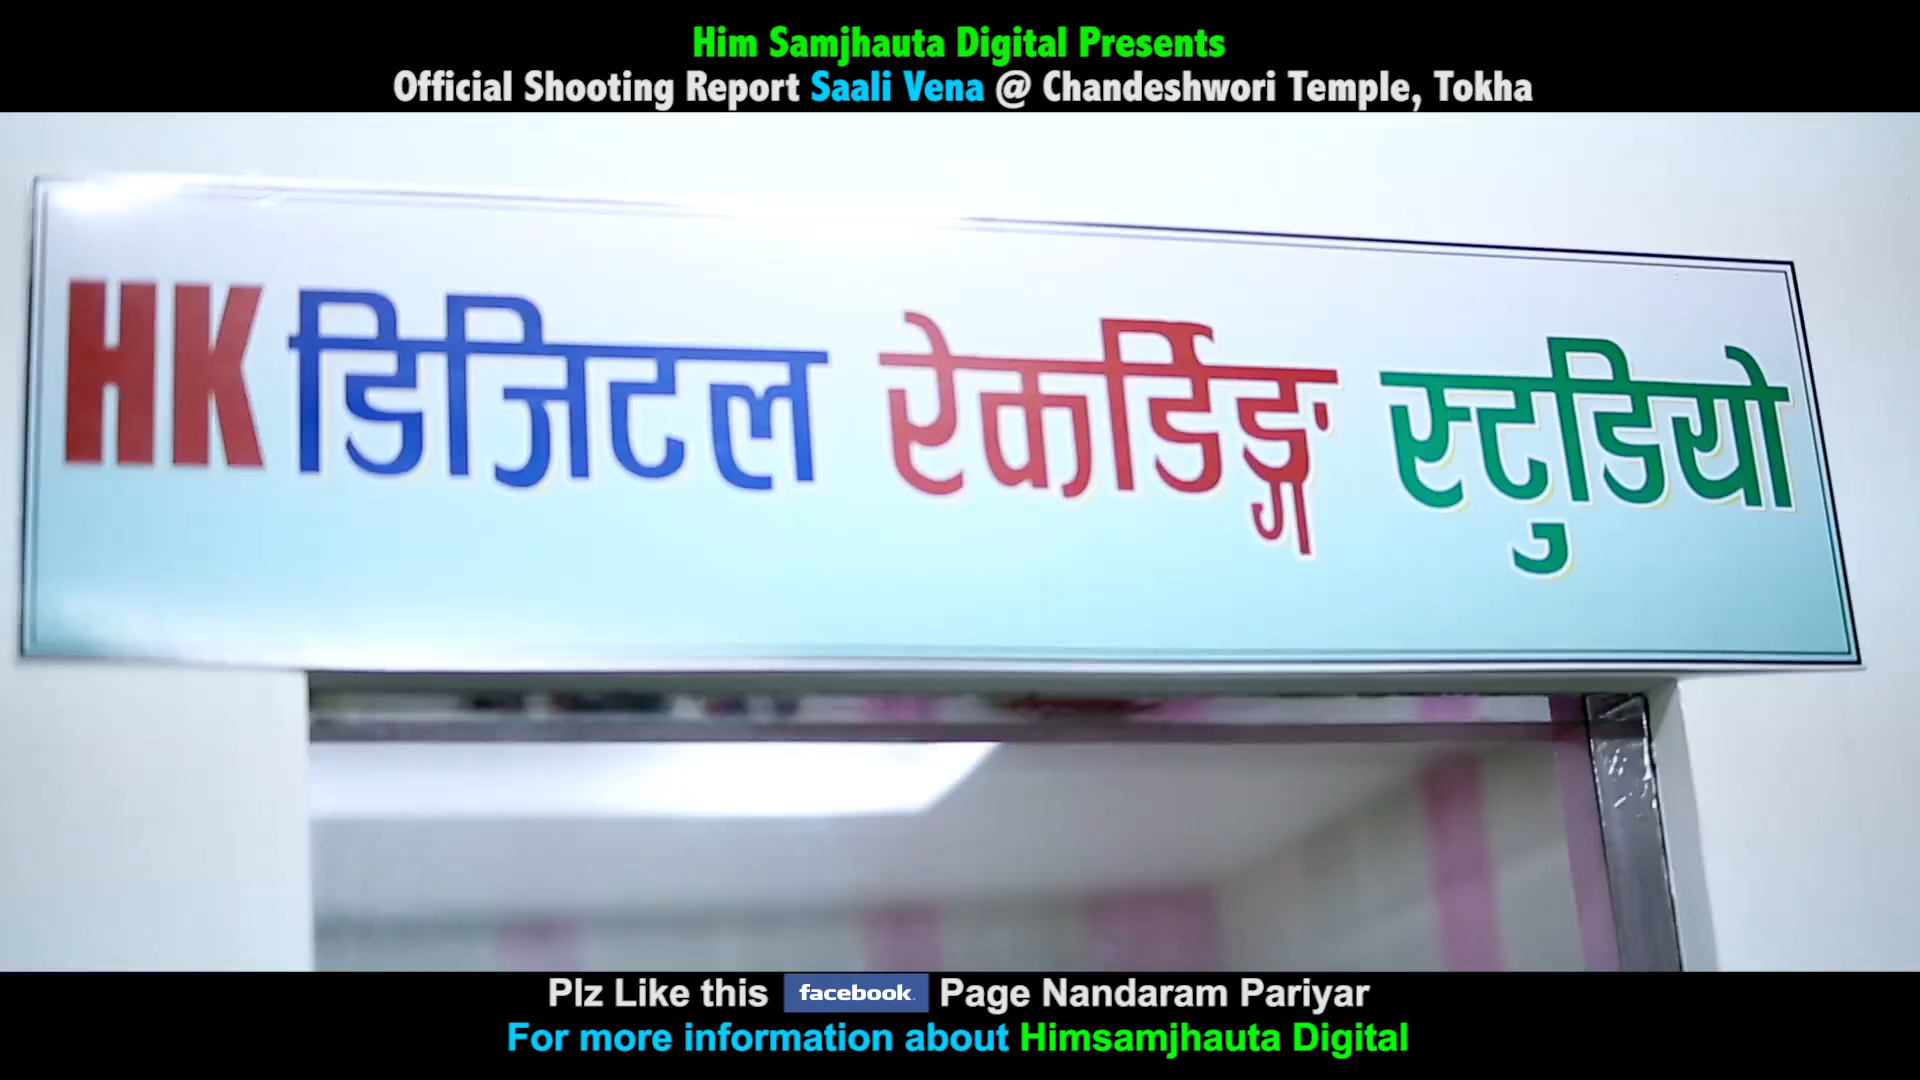 Him Samjhauta Digital Presents
Official Shooting Report Saali Vena @ Chandeshwori Temple, Tokha
HK डिजिटल रेकर्डिङ्ग स्टुडियो
Plz Like this facebook Page Nandaram Pariyar
For more information about Himsamjhauta Digital